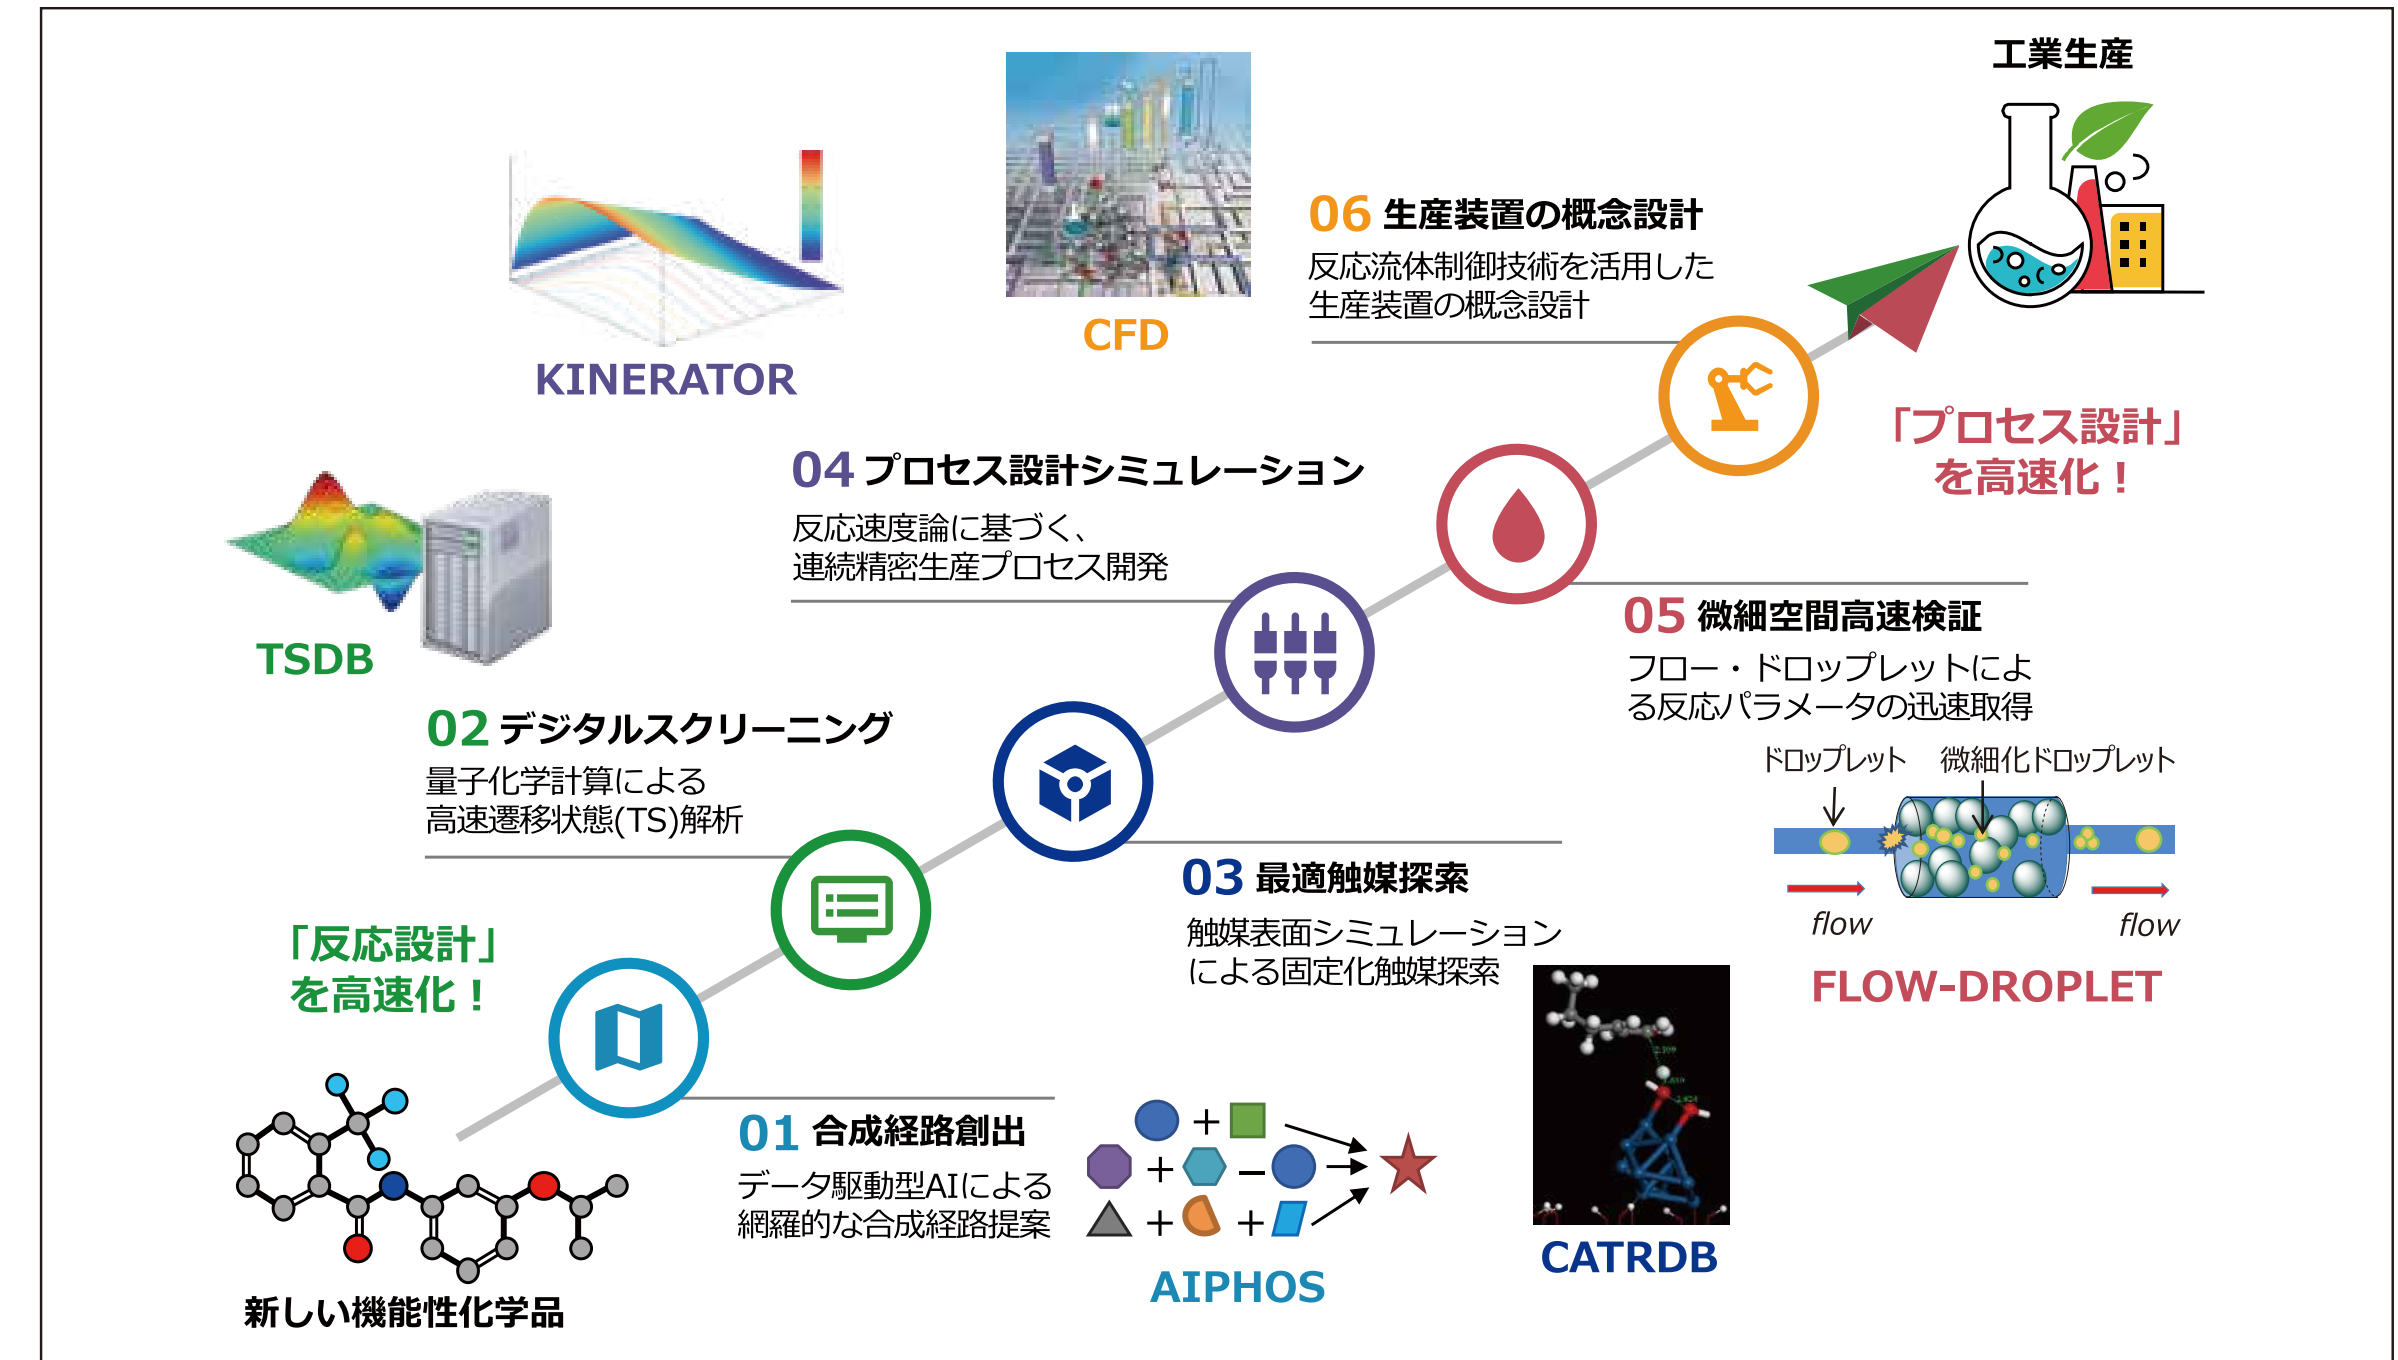 工業生産
06 生産装置の概念設計
反応流体制御技術を活用した
生産装置の概念設計
CFD
KINERATOR
「プロセス設計」
を高速化！
04 プロセス設計シミュレーション
反応速度論に基づく、
連続精密生産プロセス開発
TSDB
05 微細空間高速検証
フロー・ドロップレットによ
る反応パラメータの迅速取得
ドロップレット
微細化ドロップレット
flow
flow
FLOW-DROPLET
02 デジタルスクリーニング
量子化学計算による
高速遷移状態(TS)解析
03 最適触媒探索
触媒表面シミュレーション
による固定化触媒探索
CATRDB
「反応設計」
を高速化！
01 合成経路創出
データ駆動型AIによる
網羅的な合成経路提案
AIPHOS
新しい機能性化学品